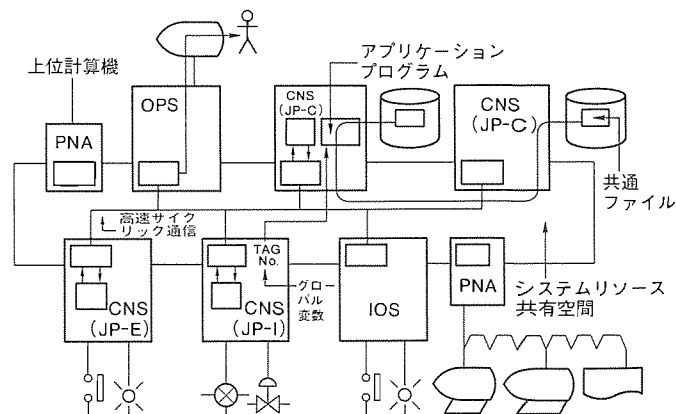 アプリケーション
プログラム
上位計算機
OPS
CNS
(JP-C)
CNS
(JP-C)
PNA
共通
ファイル
高速サイク
リック通信
TAG
No.
グロー
バル
変数
CNS
(JP-E)
CNS
(JP-I)
IOS
PNA
システムリソース
共有空間